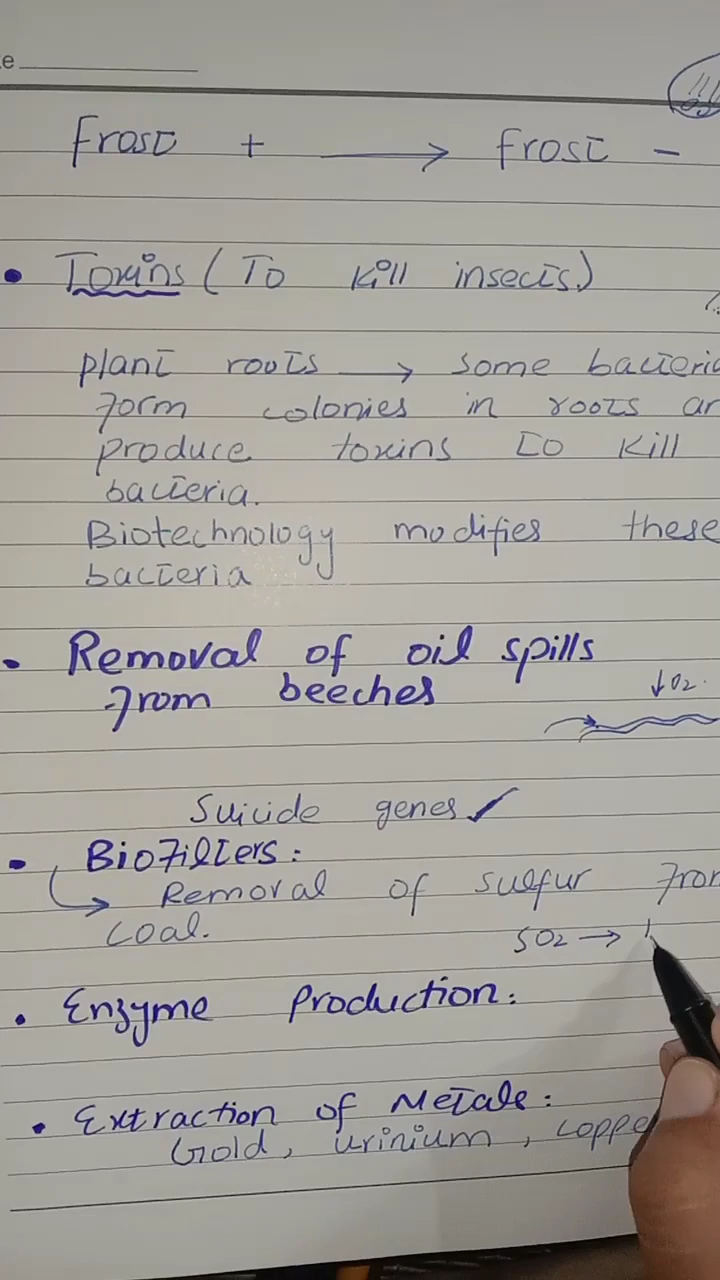 Frost + → frost -
• Toxins (To kill insects.)
plant roots → some bacteria
form colonies in roots
produce toxins to kill
bacteria.
Biotechnology modifies these
bacteria
• Removal of oil spills
from beeches
↓O2.
Suicide genes ✓
• BioFilters:
→ Removal of sulfur from
coal.
SO2 →
• Enzyme Production:
• Extraction of Metals:
Gold, urinium, coppe